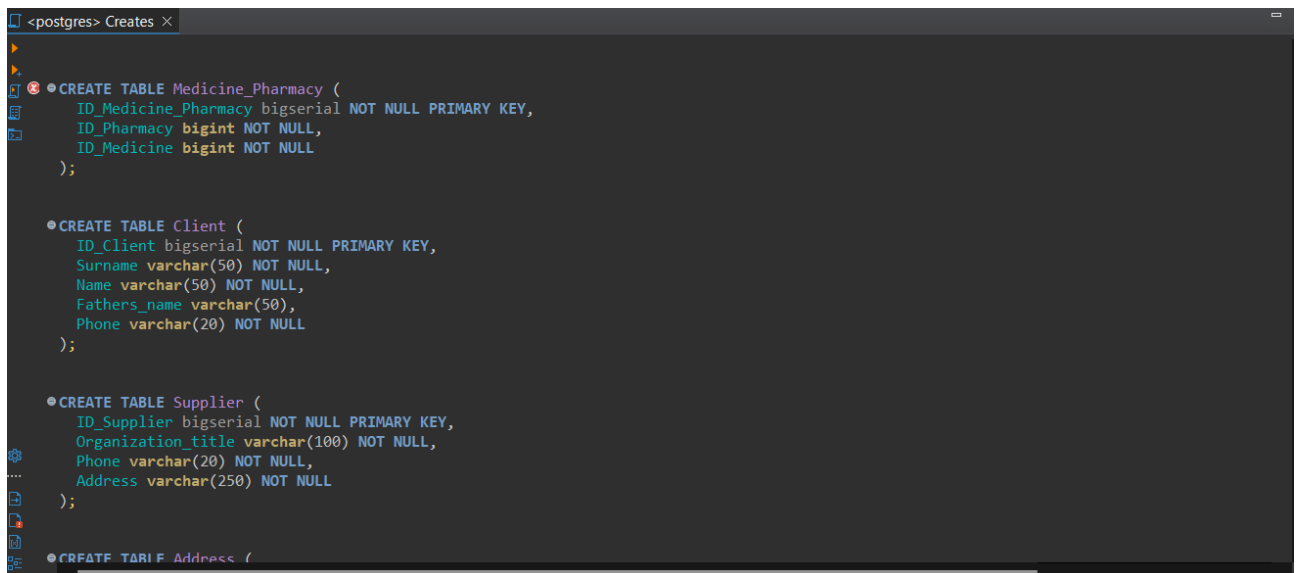 <postgres> Creates
CREATE TABLE Medicine_Pharmacy (
ID_Medicine_Pharmacy bigserial NOT NULL PRIMARY KEY,
ID_Pharmacy bigint NOT NULL,
ID_Medicine bigint NOT NULL
);
CREATE TABLE Client (
ID_Client bigserial NOT NULL PRIMARY KEY,
Surname varchar(50) NOT NULL,
Name varchar(50) NOT NULL,
Fathers_name varchar(50),
Phone varchar(20) NOT NULL
);
CREATE TABLE Supplier (
ID_Supplier bigserial NOT NULL PRIMARY KEY,
Organization_title varchar(100) NOT NULL,
Phone varchar(20) NOT NULL,
Address varchar(250) NOT NULL
);
CREATE TABLE Address (